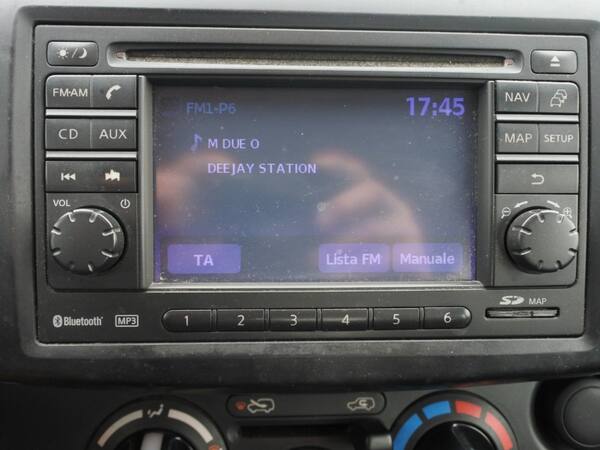 FM·AM
CD AUX
VOL
FM1-P6 17:45
M DUE O
DEEJAY STATION
TA Lista FM Manuale
NAV
MAP SETUP
Bluetooth MP3 1 2 3 4 5 6
SD MAP